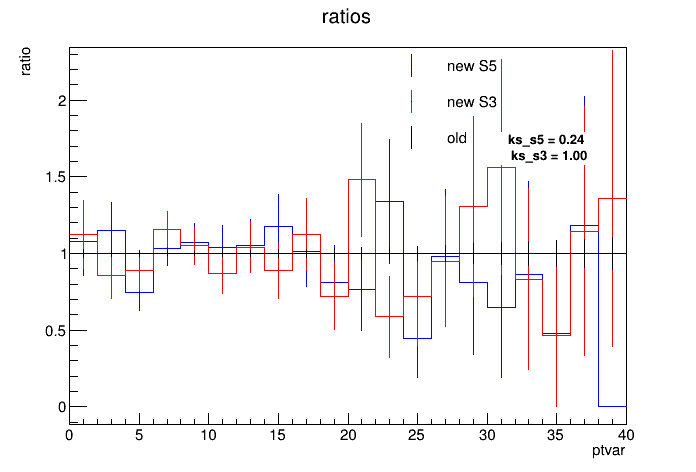 ratios
ratio
new S5
new S3
old
ks_s5 = 0.24
ks_s3 = 1.00
2
1.5
1
0.5
0
0 5 10 15 20 25 30 35 40
ptvar